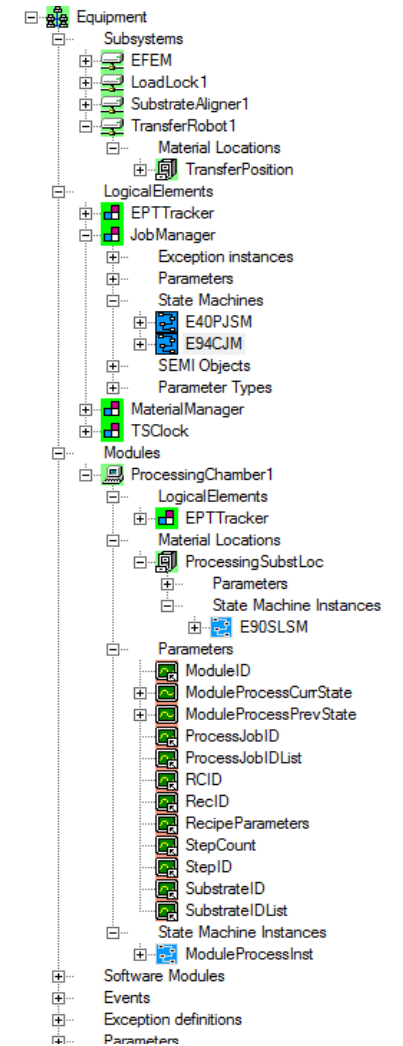 Equipment
Subsystems
EFEM
LoadLock1
SubstrateAligner1
TransferRobot1
Material Locations
TransferPosition
LogicalElements
EPTTracker
JobManager
Exception instances
Parameters
State Machines
E40PJSM
E94CJM
SEMI Objects
Parameter Types
MaterialManager
TSClock
Modules
ProcessingChamber1
LogicalElements
EPTTracker
Material Locations
ProcessingSubstLoc
Parameters
State Machine Instances
E90SLSM
Parameters
ModuleID
ModuleProcessCurrState
ModuleProcessPrevState
ProcessJobID
ProcessJobIDList
RCID
RecID
RecipeParameters
StepCount
StepID
SubstrateID
SubstrateIDList
State Machine Instances
ModuleProcessInst
Software Modules
Events
Exception definitions
Parameters